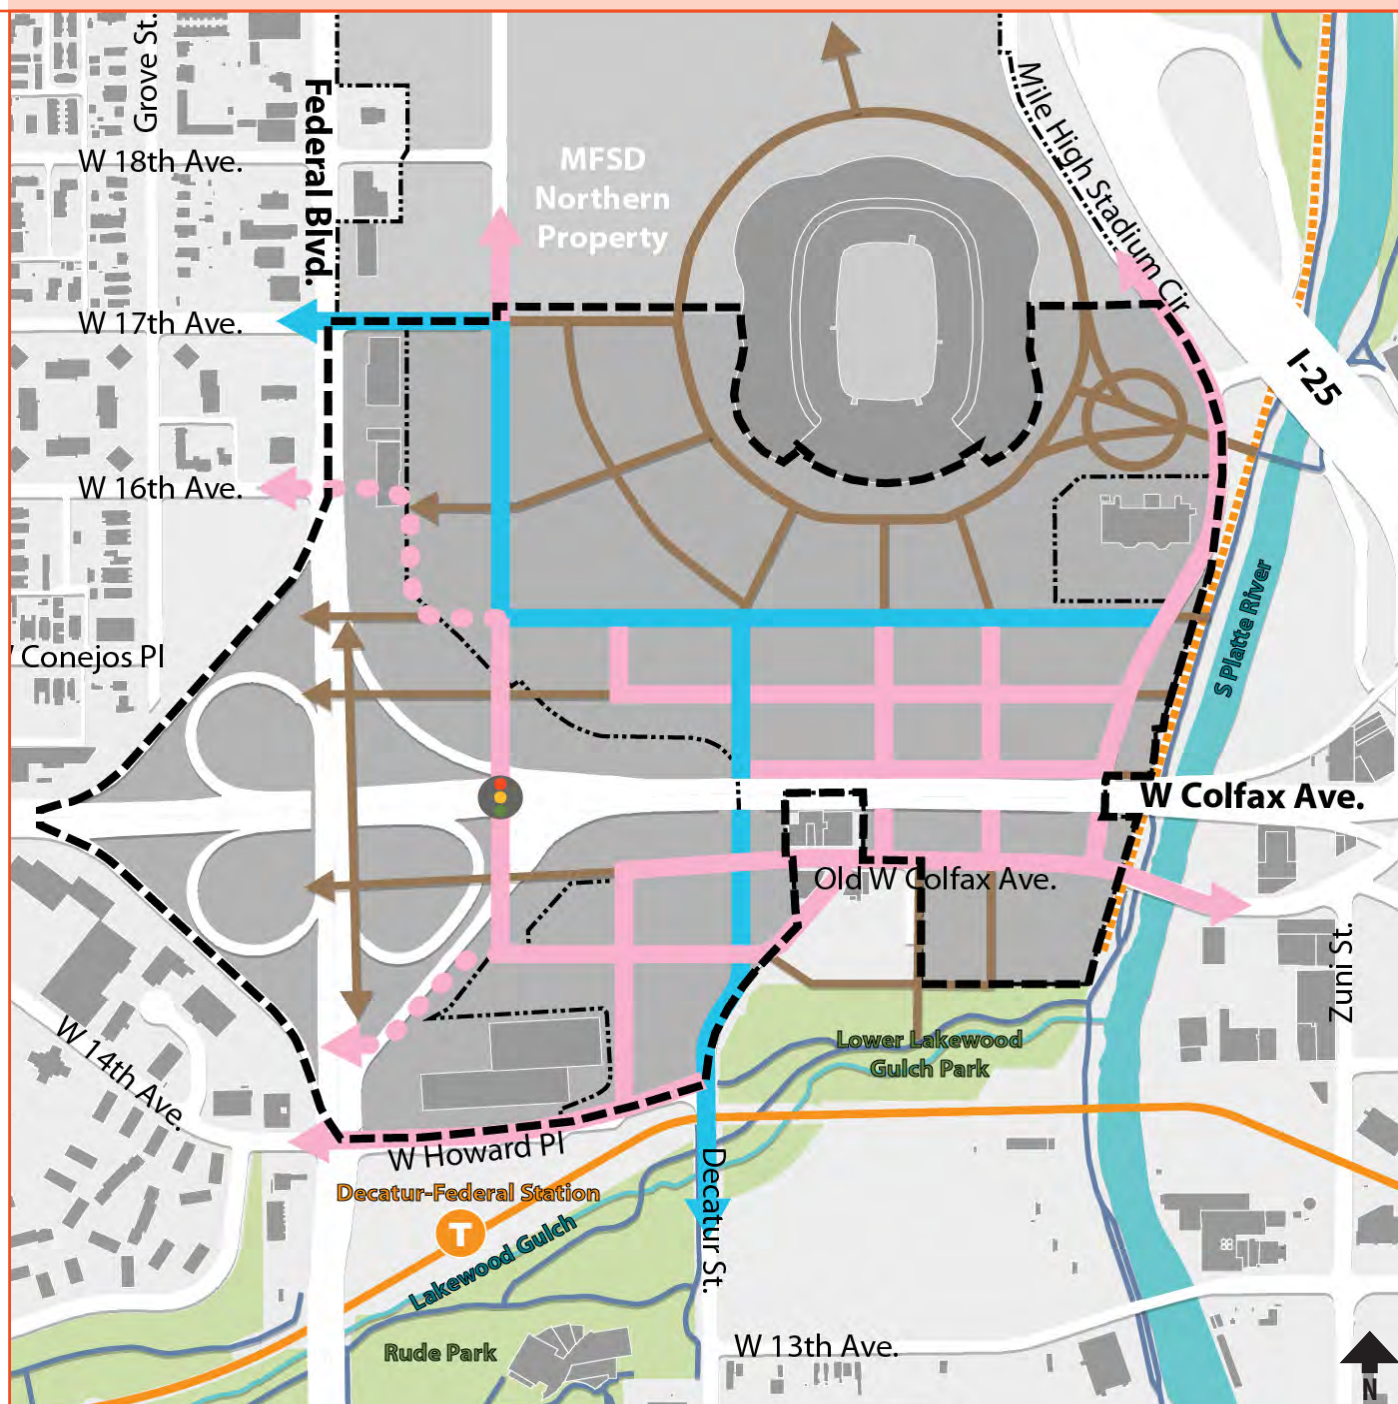 Grove St.
Federal Blvd.
W 18th Ave.
MFSD
Northern
Property
Mile High Stadium Cir
W 17th Ave.
I-25
W 16th Ave.
S Platte River
Conejos Pl
W Colfax Ave.
Old W Colfax Ave.
Zuni St.
W 14th Ave.
Lower Lakewood
Gulch Park
W Howard Pl
Decatur-Federal Station
T
Lakewood Gulch
Decatur St.
Rude Park
W 13th Ave.
N